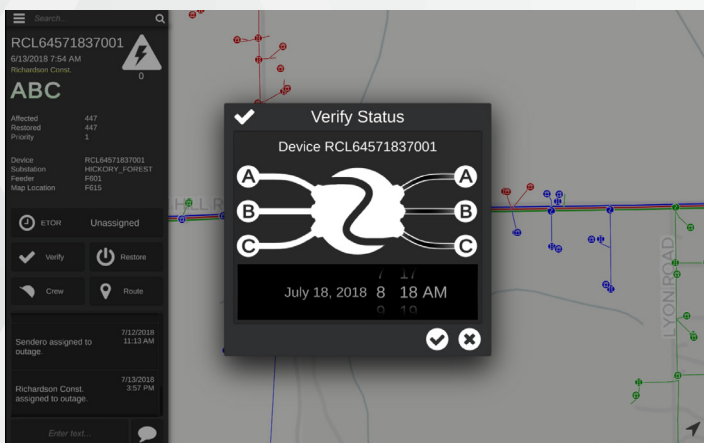 Search...
RCL64571837001
6/13/2018 7:54 AM
Richardson Const.
0
ABC
Affected 447
Restored 447
Priority 1
Device RCL64571837001
Substation HICKORY_FOREST
Feeder F601
Map Location F615
ETOR Unassigned
Verify Restore
Crew Route
7/12/2018
Sendero assigned to 11:13 AM
outage.
7/13/2018
Richardson Const. 3:57 PM
assigned to outage.
Enter text...
Verify Status
Device RCL64571837001
A A
B B
C C
7 17
July 18, 2018 8 18 AM
9 19
HILL R
LYON ROAD